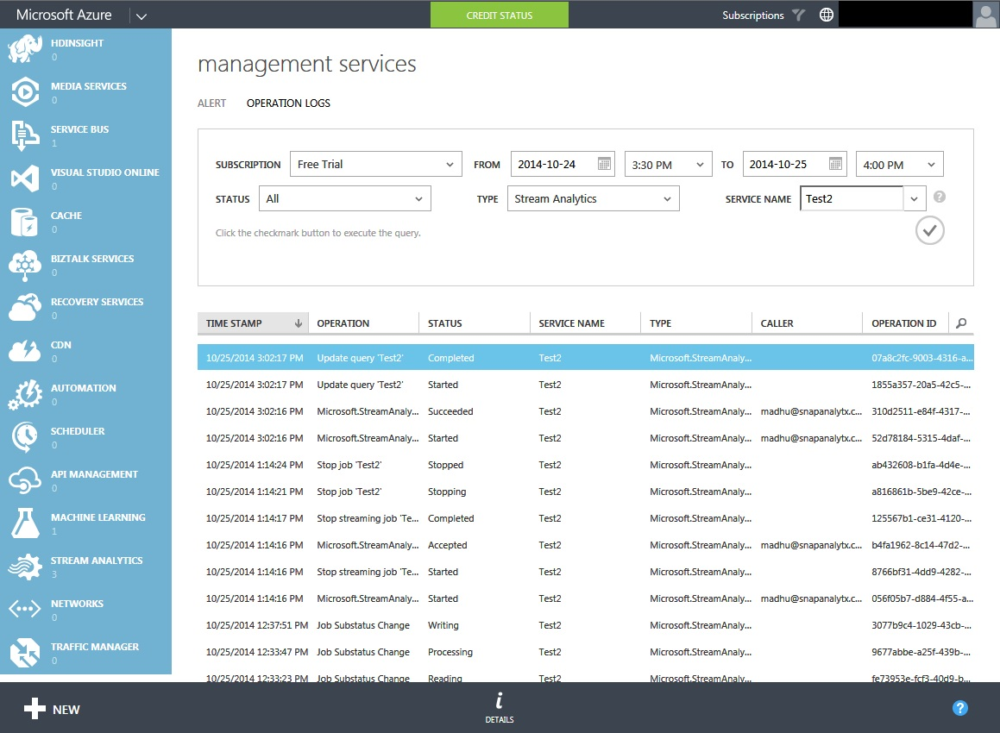 Microsoft Azure CREDIT STATUS Subscriptions
HDINSIGHT
0
MEDIA SERVICES
0
SERVICE BUS
1
VISUAL STUDIO ONLINE
0
CACHE
0
BIZTALK SERVICES
0
RECOVERY SERVICES
0
CDN
0
AUTOMATION
0
SCHEDULER
0
API MANAGEMENT
0
MACHINE LEARNING
1
STREAM ANALYTICS
3
NETWORKS
0
TRAFFIC MANAGER
0
management services
ALERT OPERATION LOGS
SUBSCRIPTION Free Trial FROM 2014-10-24 3:30 PM TO 2014-10-25 4:00 PM
STATUS All TYPE Stream Analytics SERVICE NAME Test2 ?
Click the checkmark button to execute the query.
TIME STAMP OPERATION STATUS SERVICE NAME TYPE CALLER OPERATION ID
10/25/2014 3:02:17 PM Update query 'Test2' Completed Test2 Microsoft.StreamAnaly... 07a8c2fc-9003-4316-a...
10/25/2014 3:02:17 PM Update query 'Test2' Started Test2 Microsoft.StreamAnaly... 1855a357-20a5-42c5-...
10/25/2014 3:02:16 PM Microsoft.StreamAnaly... Succeeded Test2 Microsoft.StreamAnaly... madhu@snapanalytx.c... 310d2511-e84f-4317-...
10/25/2014 3:02:16 PM Microsoft.StreamAnaly... Started Test2 Microsoft.StreamAnaly... madhu@snapanalytx.c... 52d78184-5315-4daf-...
10/25/2014 1:14:24 PM Stop job 'Test2' Stopped Test2 Microsoft.StreamAnaly... ab432608-b1fa-4d4e-...
10/25/2014 1:14:21 PM Stop job 'Test2' Stopping Test2 Microsoft.StreamAnaly... a816861b-5be9-42ce-...
10/25/2014 1:14:17 PM Stop streaming job 'Te... Completed Test2 Microsoft.StreamAnaly... 125567b1-ce31-4120-...
10/25/2014 1:14:16 PM Microsoft.StreamAnaly... Accepted Test2 Microsoft.StreamAnaly... madhu@snapanalytx.c... b4fa1962-8c14-47d2-...
10/25/2014 1:14:16 PM Stop streaming job 'Te... Started Test2 Microsoft.StreamAnaly... 8766bf31-4dd9-4282-...
10/25/2014 1:14:16 PM Microsoft.StreamAnaly... Started Test2 Microsoft.StreamAnaly... madhu@snapanalytx.c... 056f05b7-d884-4f55-a...
10/25/2014 12:37:51 PM Job Substatus Change Writing Test2 Microsoft.StreamAnaly... 3077b9c4-1029-43cb-...
10/25/2014 12:33:47 PM Job Substatus Change Processing Test2 Microsoft.StreamAnaly... 9677abbe-a25f-439b-...
10/25/2014 12:33:23 PM Job Substatus Change Reading Test2 Microsoft.StreamAnaly... fe73953e-fcf3-40d9-b...
NEW
DETAILS
?